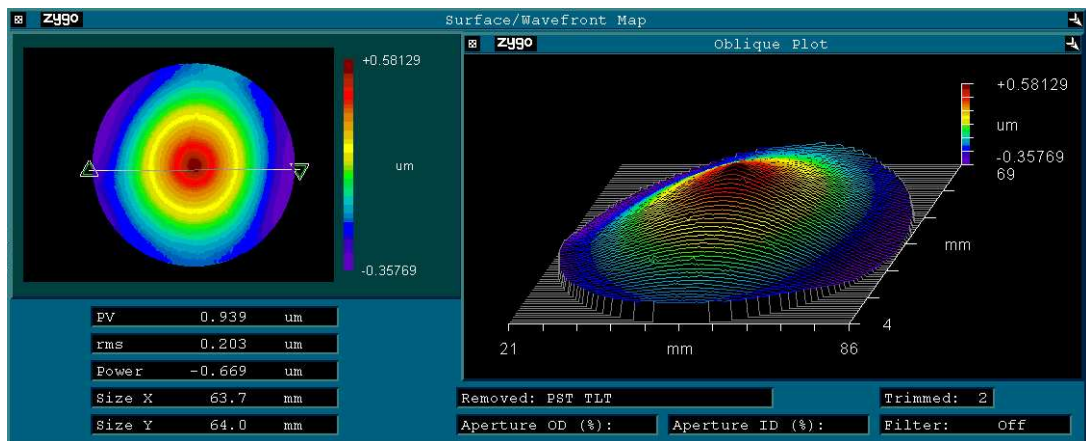 zygo Surface/Wavefront Map
+0.58129
um
-0.35769
zygo Oblique Plot
+0.58129
um
-0.35769
69
mm
4
21 mm 86
PV 0.939 um
rms 0.203 um
Power -0.669 um
Size X 63.7 mm
Size Y 64.0 mm
Removed: PST TLT
Trimmed: 2
Aperture OD (%):
Aperture ID (%):
Filter: Off